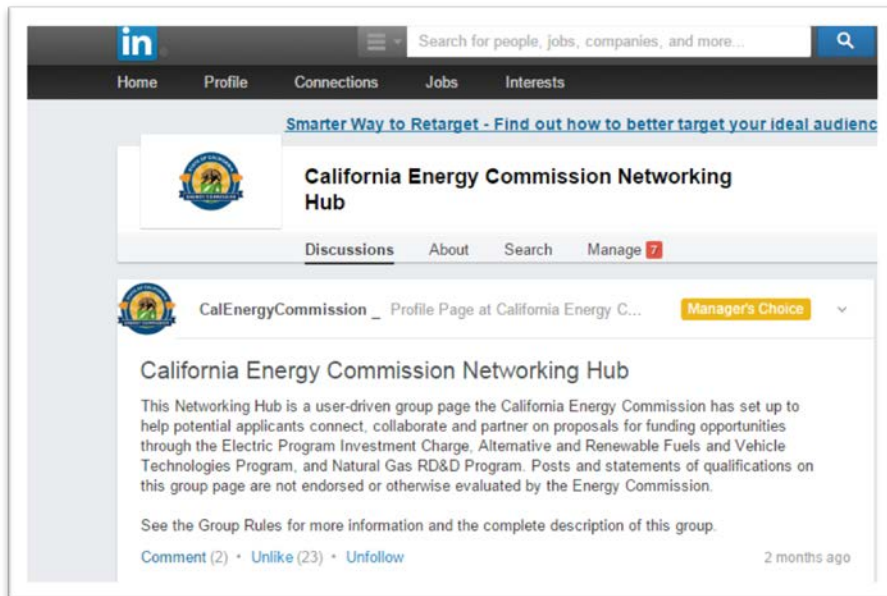 in
Search for people, jobs, companies, and more...
Home Profile Connections Jobs Interests
Smarter Way to Retarget - Find out how to better target your ideal audienc
California Energy Commission Networking
Hub
Discussions About Search Manage 7
CalEnergyCommission _ Profile Page at California Energy C... Manager's Choice
California Energy Commission Networking Hub
This Networking Hub is a user-driven group page the California Energy Commission has set up to
help potential applicants connect, collaborate and partner on proposals for funding opportunities
through the Electric Program Investment Charge, Alternative and Renewable Fuels and Vehicle
Technologies Program, and Natural Gas RD&D Program. Posts and statements of qualifications on
this group page are not endorsed or otherwise evaluated by the Energy Commission.
See the Group Rules for more information and the complete description of this group.
Comment (2) • Unlike (23) • Unfollow 2 months ago